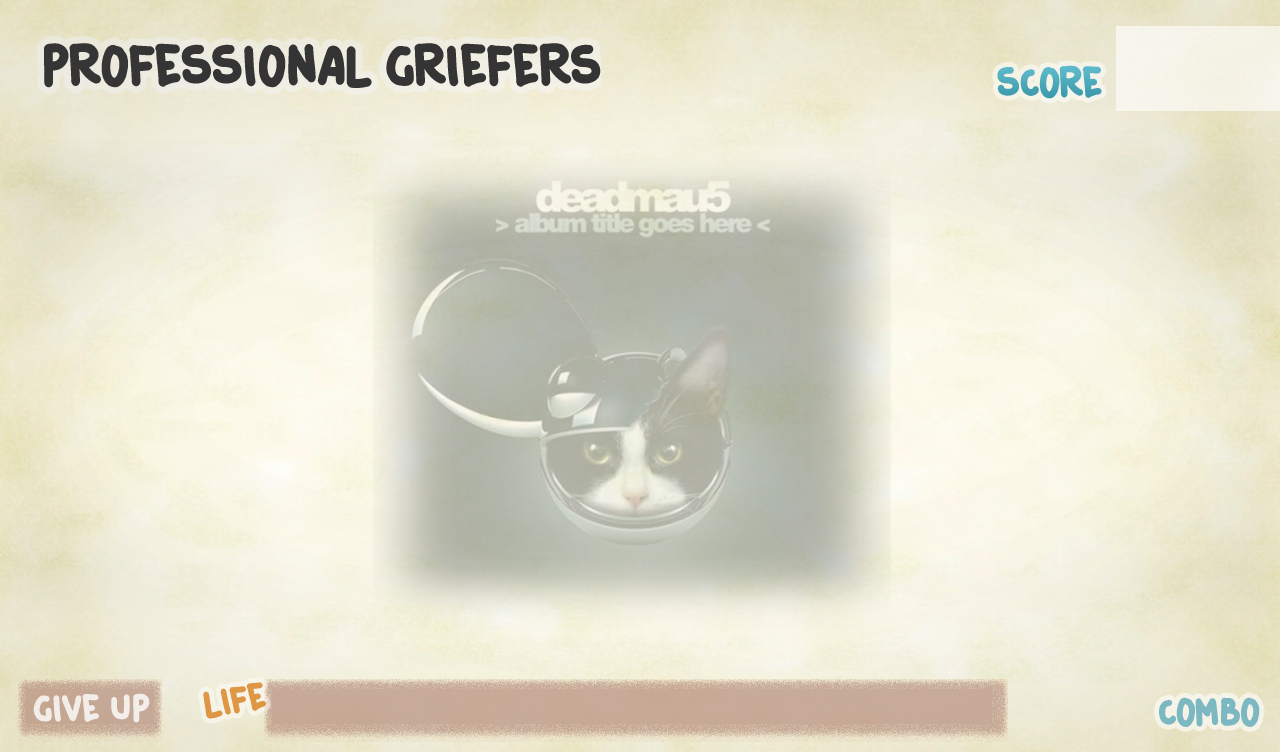 PROFESSIONAL GRIEFERS
SCORE
deadmau5
> album title goes here <
GIVE UP
LIFE
COMBO